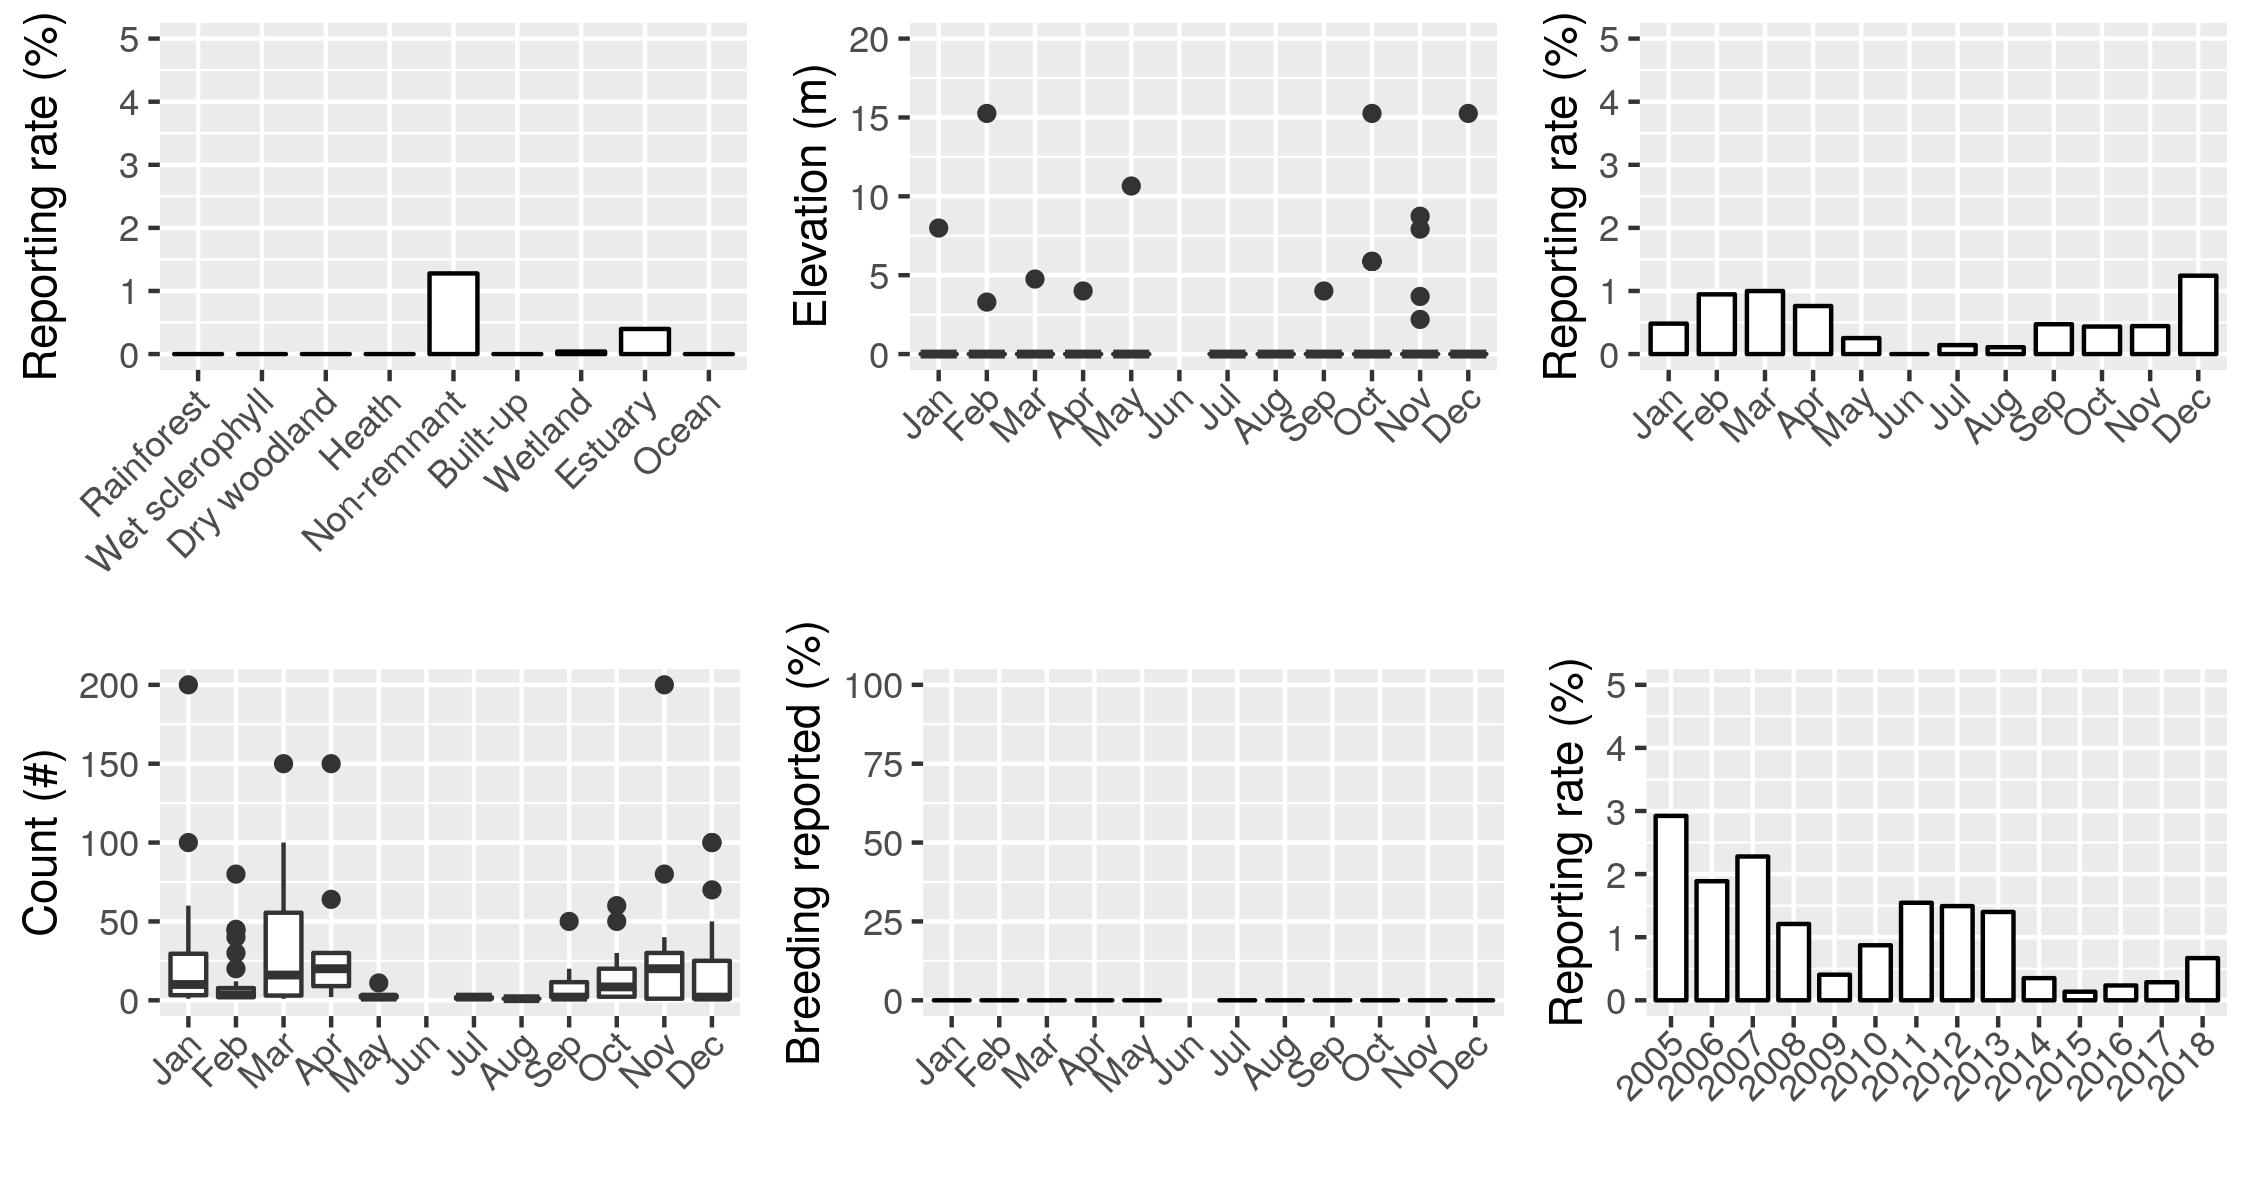 Reporting rate (%)
5
4
3
2
1
0
Rainforest
Wet sclerophyll
Dry woodland
Heath
Non-remnant
Built-up
Wetland
Estuary
Ocean
Elevation (m)
20
15
10
5
0
Jan
Feb
Mar
Apr
May
Jun
Jul
Aug
Sep
Oct
Nov
Dec
Reporting rate (%)
5
4
3
2
1
0
Jan
Feb
Mar
Apr
May
Jun
Jul
Aug
Sep
Oct
Nov
Dec
Count (#)
200
150
100
50
0
Jan
Feb
Mar
Apr
May
Jun
Jul
Aug
Sep
Oct
Nov
Dec
Breeding reported (%)
100
75
50
25
0
Jan
Feb
Mar
Apr
May
Jun
Jul
Aug
Sep
Oct
Nov
Dec
Reporting rate (%)
5
4
3
2
1
0
2005
2006
2007
2008
2009
2010
2011
2012
2013
2014
2015
2016
2017
2018